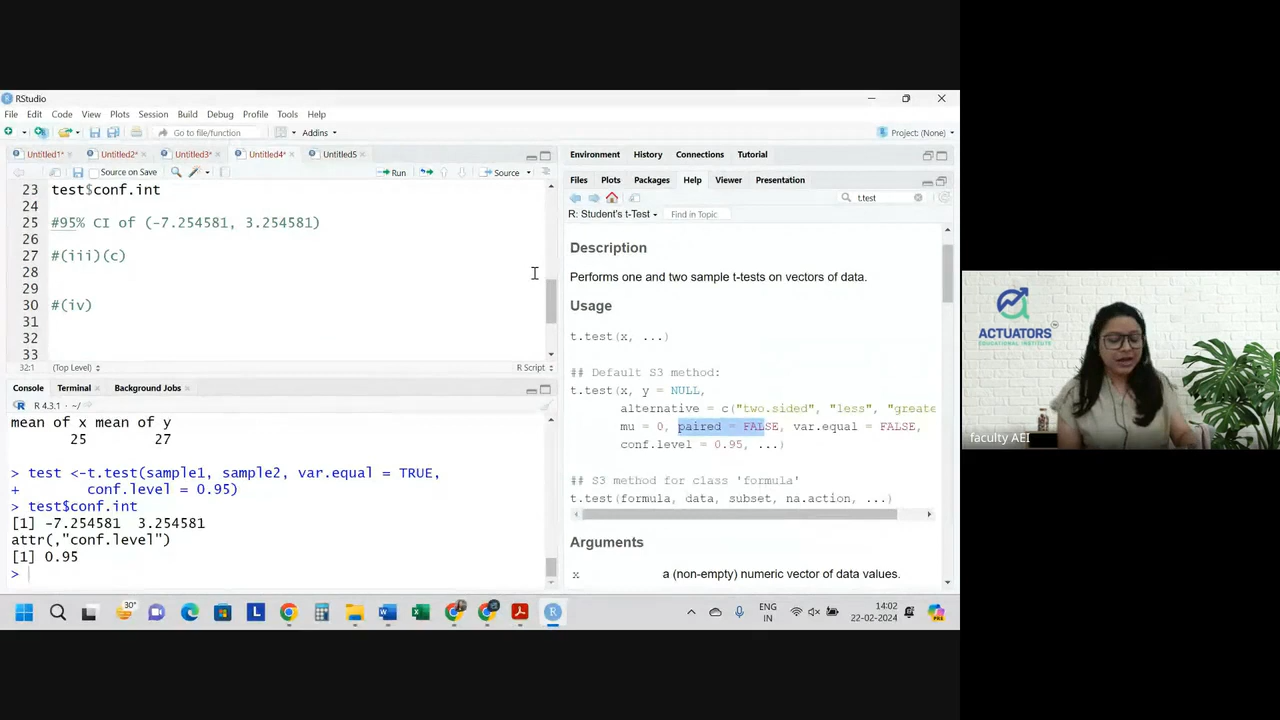 RStudio
File Edit Code View Plots Session Build Debug Profile Tools Help
Go to file/function
Addins
Project: (None)
Untitled1* Untitled2* Untitled3* Untitled4* Untitled5
Source on Save
Run
Source
23 test$conf.int
24
25 #95% CI of (-7.254581, 3.254581)
26
27 #(iii)(c)
28
29
30 #(iv)
31
32
33
32:1 (Top Level)
R Script
Console Terminal Background Jobs
R 4.3.1 · ~/
mean of x mean of y
25 27
> test <-t.test(sample1, sample2, var.equal = TRUE,
+ conf.level = 0.95)
> test$conf.int
[1] -7.254581 3.254581
attr(,"conf.level")
[1] 0.95
>
Environment History Connections Tutorial
Files Plots Packages Help Viewer Presentation
t.test
R: Student's t-Test
Find in Topic
Description
Performs one and two sample t-tests on vectors of data.
Usage
t.test(x, ...)
## Default S3 method:
t.test(x, y = NULL,
alternative = c("two.sided", "less", "greate
mu = 0, paired = FALSE, var.equal = FALSE,
conf.level = 0.95, ...)
## S3 method for class 'formula'
t.test(formula, data, subset, na.action, ...)
Arguments
x a (non-empty) numeric vector of data values.
30°
ENG
IN
14:02
22-02-2024
ACTUATORS
EDUCATIONAL INSTITUTE
faculty AEI